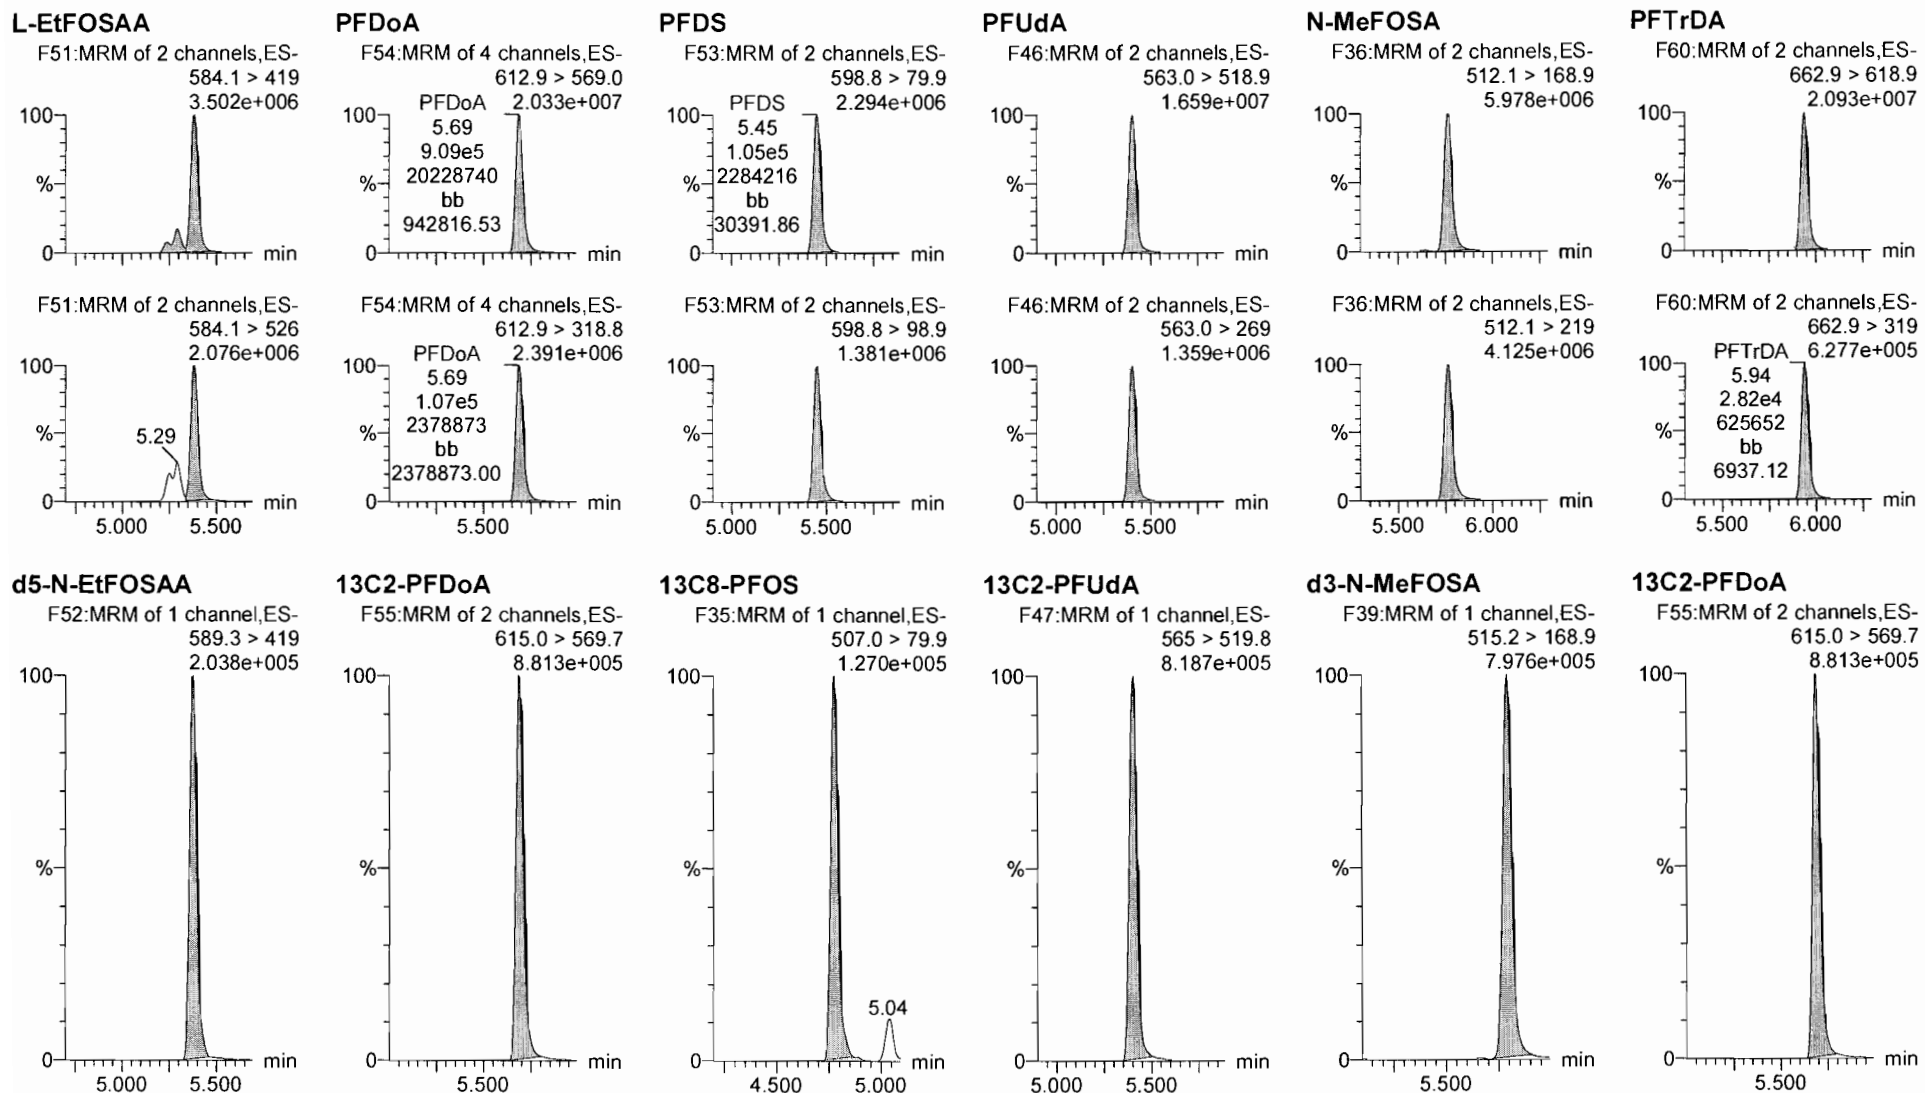 L-EtFOSAA
F51:MRM of 2 channels,ES-
584.1 > 419
3.502e+006
100
%
0
min
F51:MRM of 2 channels,ES-
584.1 > 526
2.076e+006
100
5.29
%
0
min
5.000 5.500
PFDoA
F54:MRM of 4 channels,ES-
612.9 > 569.0
PFDoA 2.033e+007
100
5.69
9.09e5
%
20228740
bb
942816.53
0
min
F54:MRM of 4 channels,ES-
612.9 > 318.8
PFDoA 2.391e+006
100
5.69
1.07e5
2378873
%
bb
2378873.00
0
min
5.500
PFDS
F53:MRM of 2 channels,ES-
598.8 > 79.9
PFDS 2.294e+006
100
5.45
1.05e5
%
2284216
bb
30391.86
0
min
F53:MRM of 2 channels,ES-
598.8 > 98.9
1.381e+006
100
%
0
min
5.000 5.500
PFUdA
F46:MRM of 2 channels,ES-
563.0 > 518.9
1.659e+007
100
%
0
min
F46:MRM of 2 channels,ES-
563.0 > 269
1.359e+006
100
%
0
min
5.000 5.500
N-MeFOSA
F36:MRM of 2 channels,ES-
512.1 > 168.9
5.978e+006
100
%
0
min
F36:MRM of 2 channels,ES-
512.1 > 219
4.125e+006
100
%
0
min
5.500 6.000
PFTrDA
F60:MRM of 2 channels,ES-
662.9 > 618.9
2.093e+007
100
%
0
min
F60:MRM of 2 channels,ES-
662.9 > 319
PFTrDA 6.277e+005
100
5.94
2.82e4
625652
%
bb
6937.12
0
min
5.500 6.000
d5-N-EtFOSAA
F52:MRM of 1 channel,ES-
589.3 > 419
2.038e+005
100
%
0
min
5.000 5.500
13C2-PFDoA
F55:MRM of 2 channels,ES-
615.0 > 569.7
8.813e+005
100
%
0
min
5.500
13C8-PFOS
F35:MRM of 1 channel,ES-
507.0 > 79.9
1.270e+005
100
%
5.04
0
min
4.500 5.000
13C2-PFUdA
F47:MRM of 1 channel,ES-
565 > 519.8
8.187e+005
100
%
0
min
5.000 5.500
d3-N-MeFOSA
F39:MRM of 1 channel,ES-
515.2 > 168.9
7.976e+005
100
%
0
min
5.500
13C2-PFDoA
F55:MRM of 2 channels,ES-
615.0 > 569.7
8.813e+005
100
%
0
min
5.500